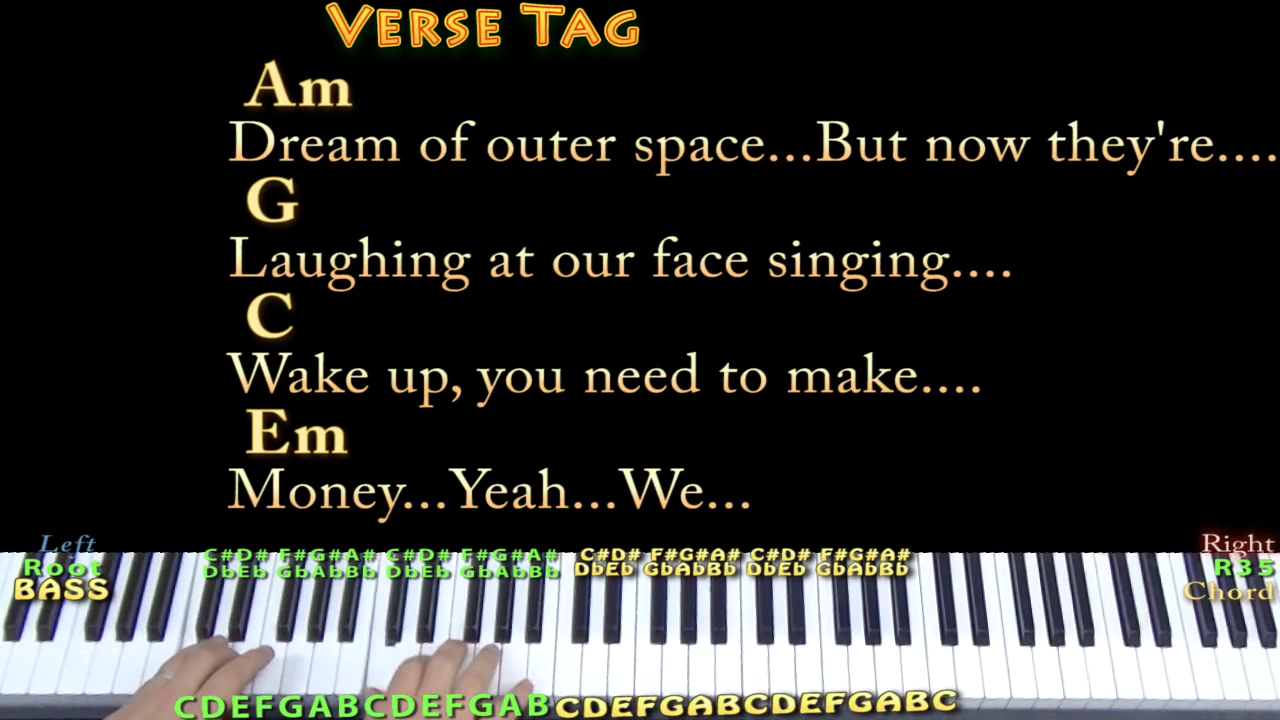 VERSE TAG
Am
Dream of outer space...But now they're....
G
Laughing at our face singing....
C
Wake up, you need to make....
Em
Money...Yeah...We...
Left
Root
BASS
C#D# F#G#A# C#D# F#G#A# C#D# F#G#A# C#D# F#G#A#
DbEb GbAbBb DbEb GbAbBb DbEb GbAbBb DbEb GbAbBb
Right
R35
Chord
CDEFGABCDEFGABCDEFGABCDEFGABC